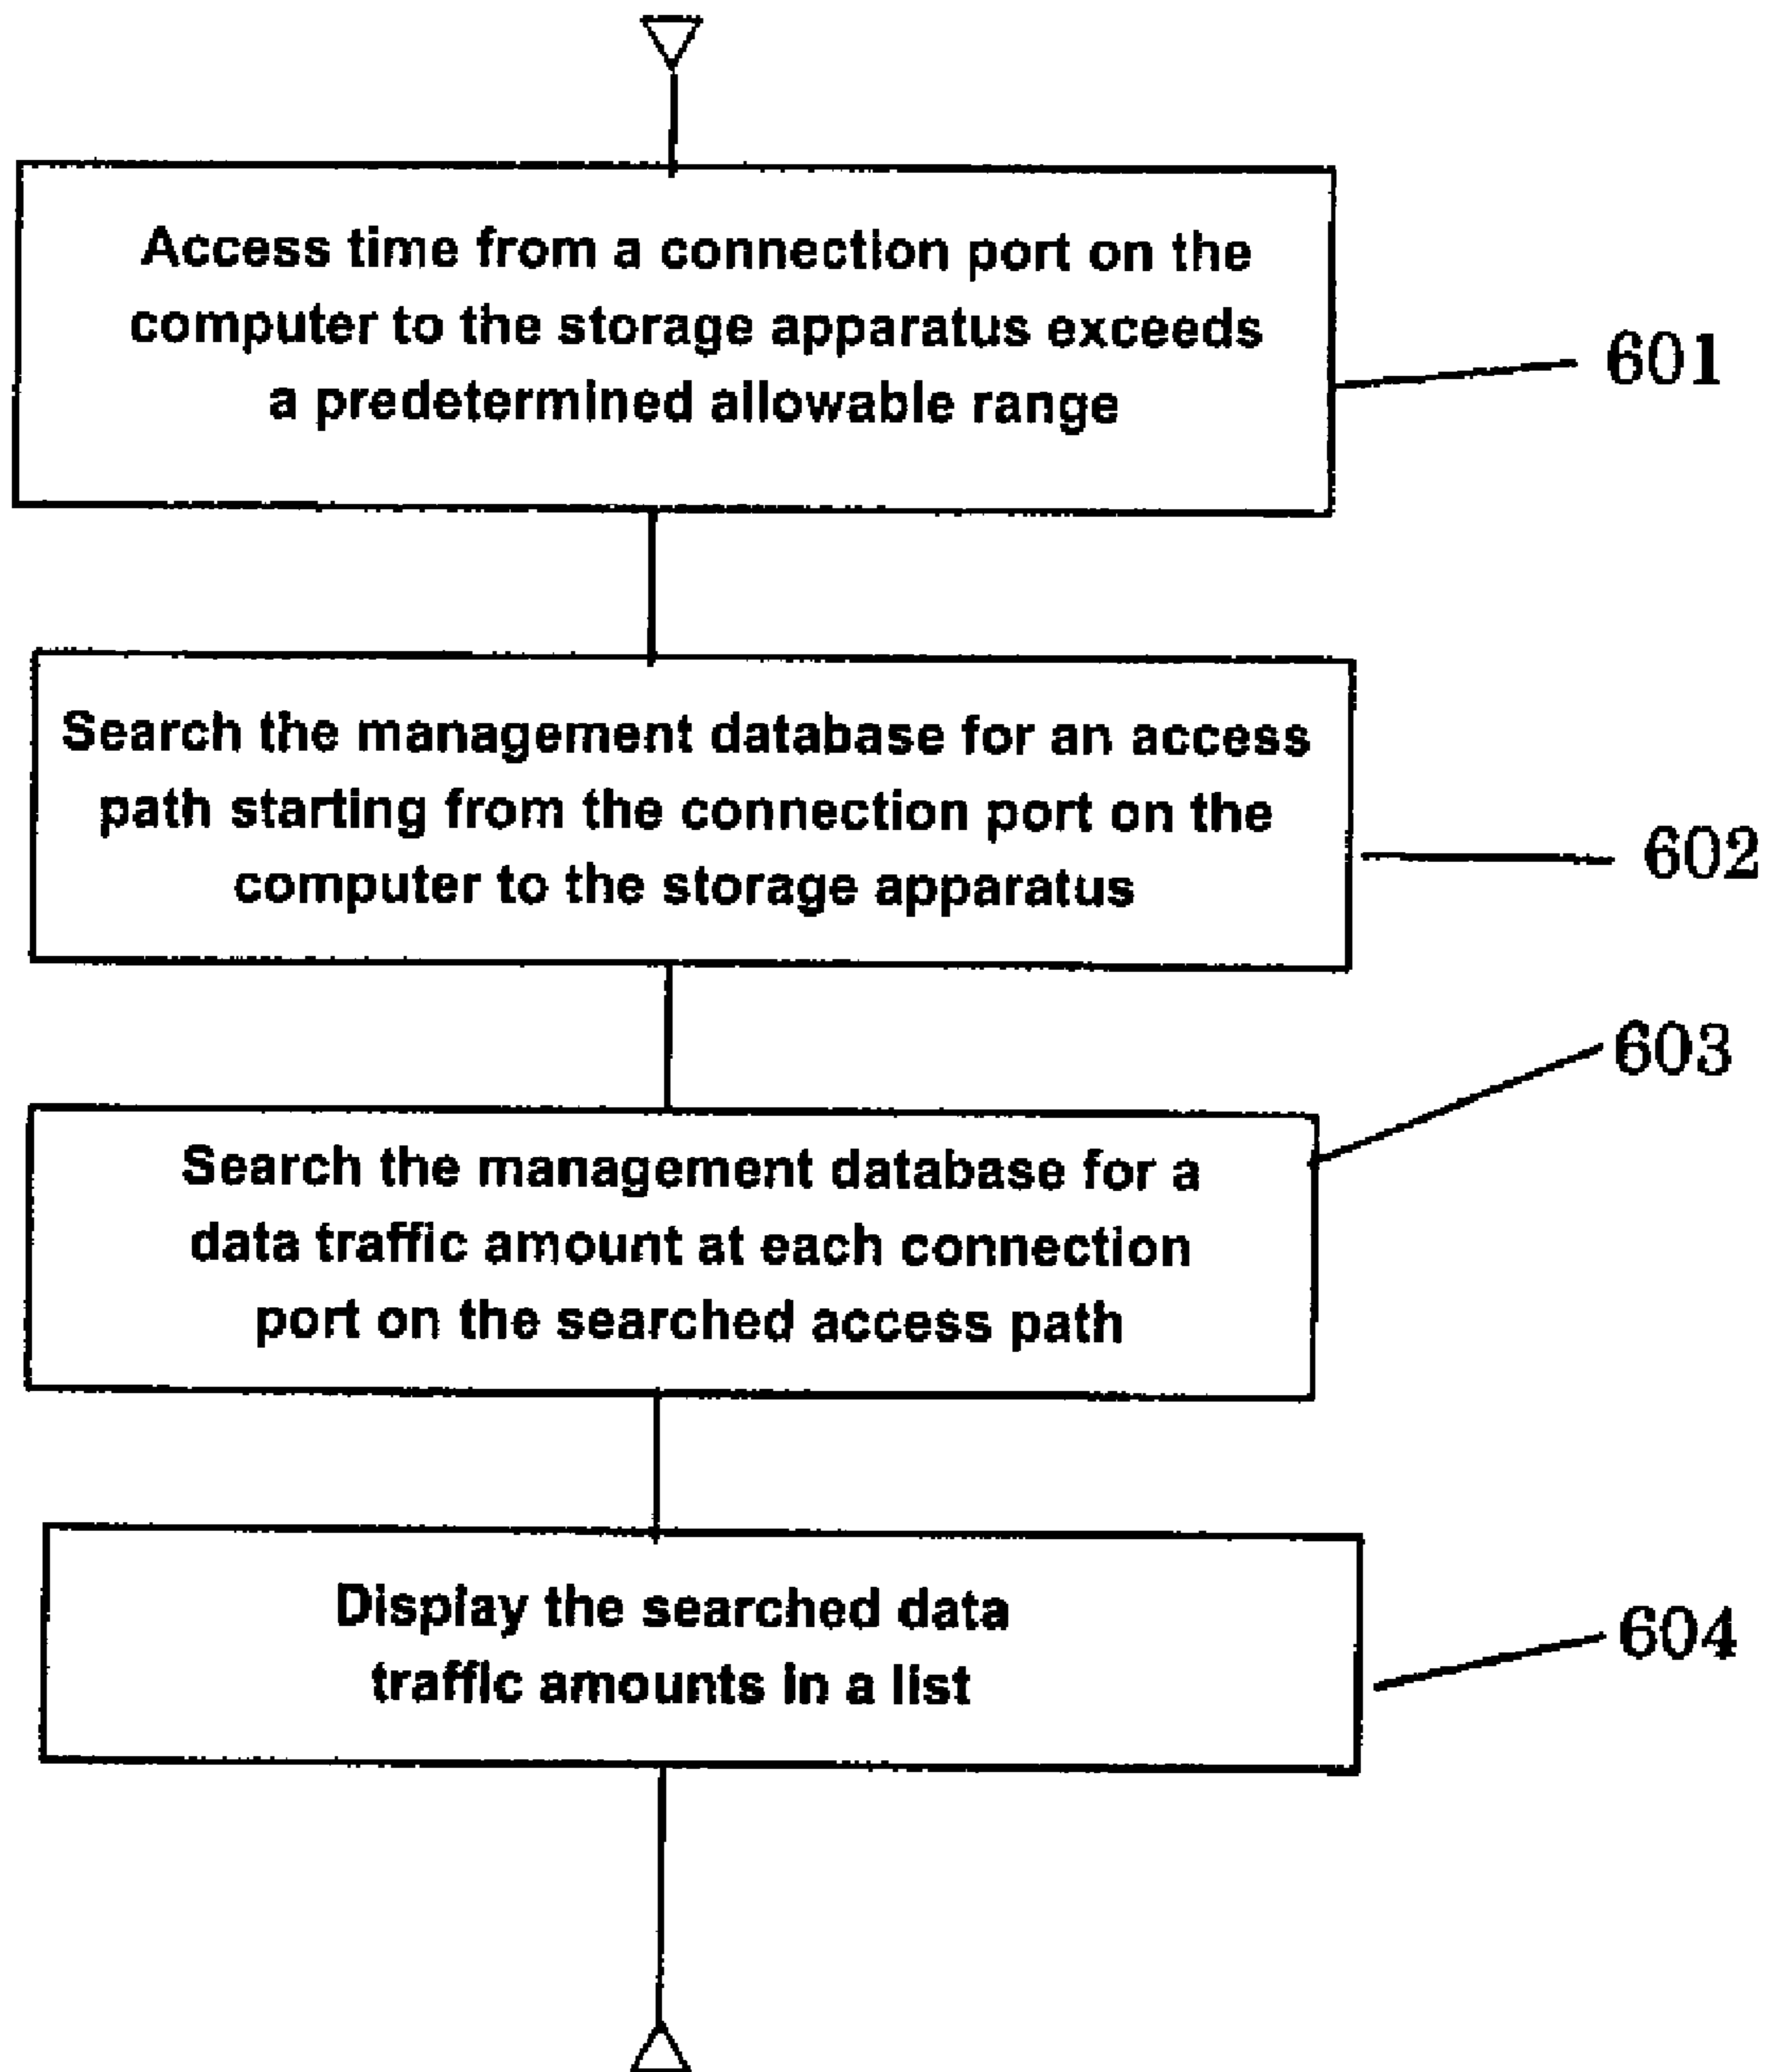 Access time from a connection port on the
computer to the storage apparatus exceeds
a predetermined allowable range
601
Search the management database for an access
path starting from the connection port on the
computer to the storage apparatus
602
603
Search the management database for a
data traffic amount at each connection
port on the searched access path
Display the searched data
traffic amounts in a list
604